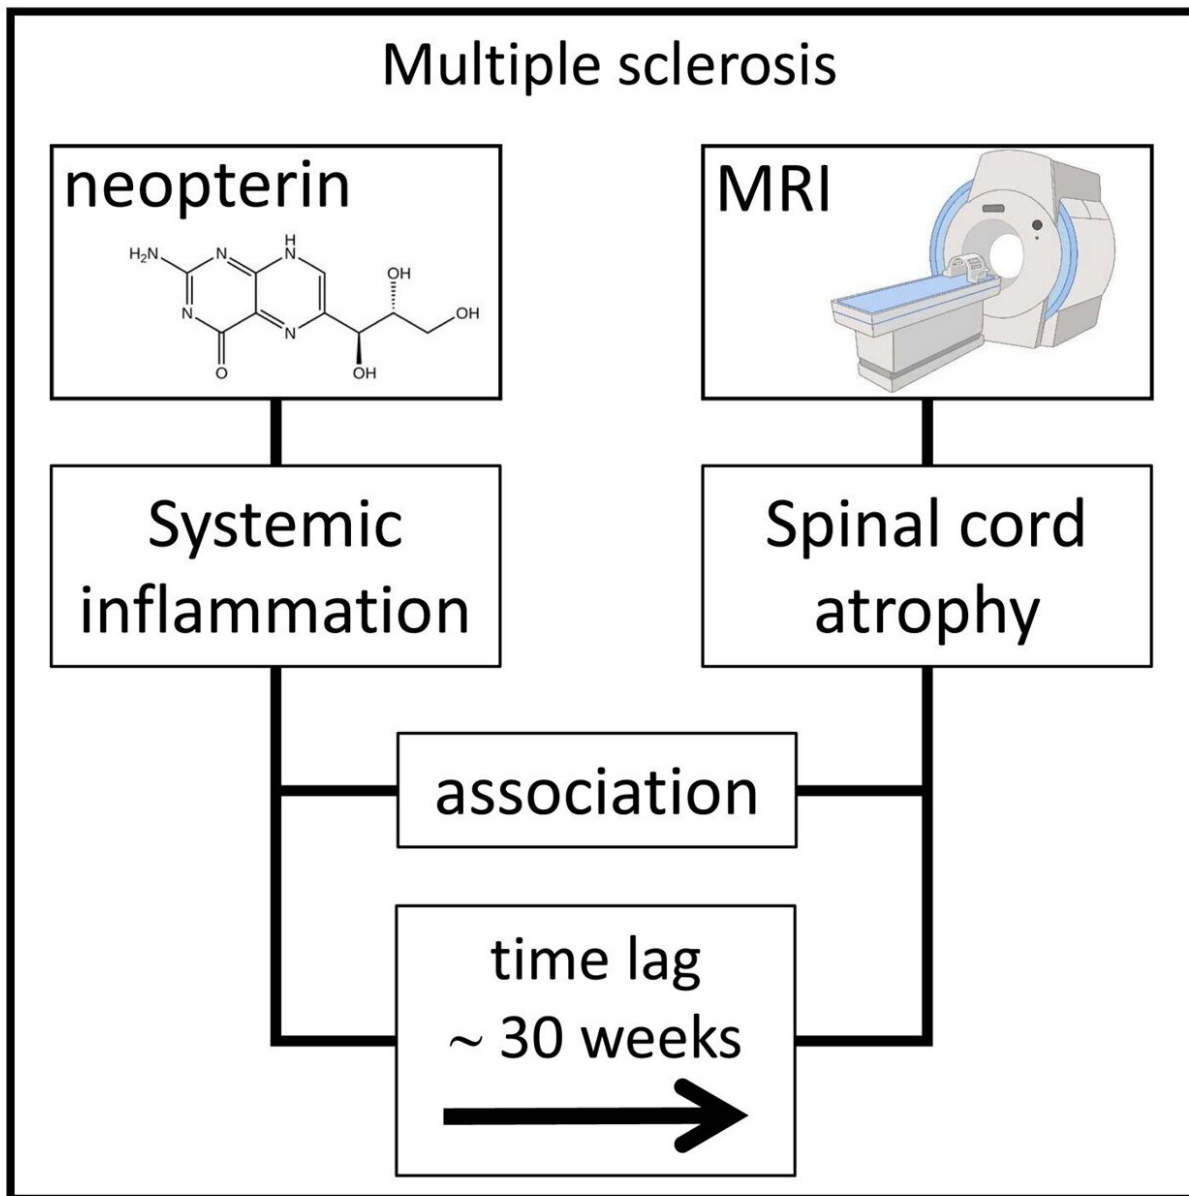 Multiple sclerosis
neopterin
H
H₂N
N
N
OH
N
N
OH
O
OH
MRI
Systemic
inflammation
Spinal cord
atrophy
association
time lag
~ 30 weeks